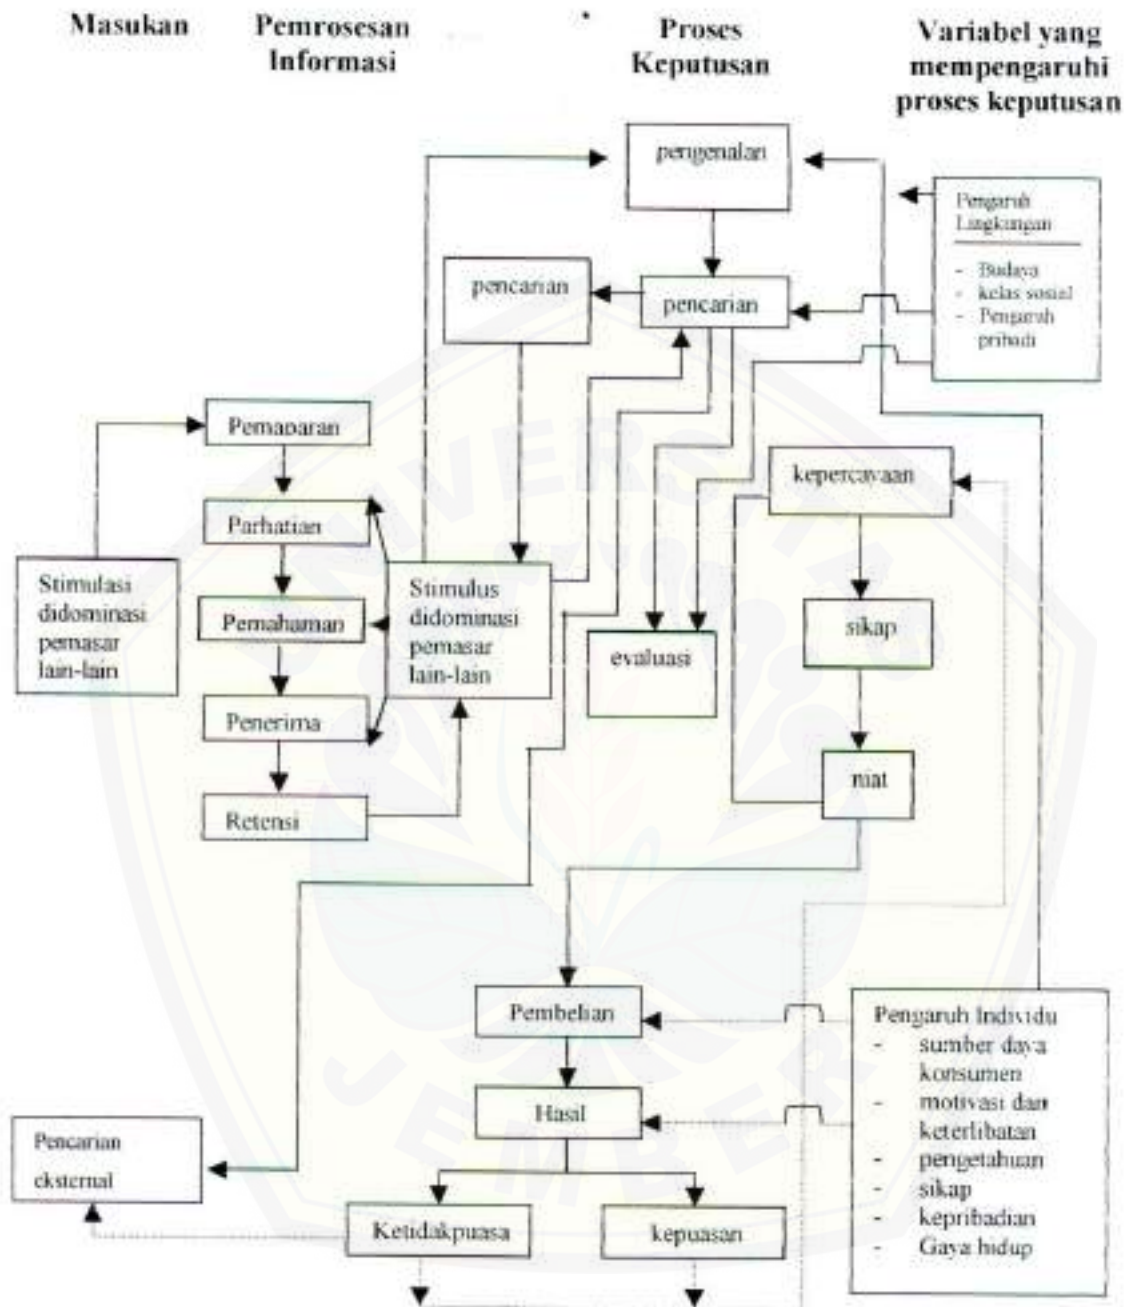 Masukan
Pemrosesan
Informasi
Proses
Keputusan
Variabel yang
mempengaruhi
proses keputusan
pengenalan
Pengaruh
Lingkungan
- Budaya
- kelas sosial
- Pengaruh
pribadi
pencarian
pencarian
Pemaparan
Parhatian
Pemahaman
Penerima
Retensi
Stimulasi
didominasi
pemasar
lain-lain
Stimulus
didominasi
pemasar
lain-lain
evaluasi
kepercayaan
sikap
niat
Pembelian
Hasil
Ketidakpuasa
kepuasan
Pencarian
eksternal
Pengaruh Individu
- sumber daya
konsumen
- motivasi dan
keterlibatan
- pengetahuan
- sikap
- kepribadian
- Gaya hidup
UNIVERSITAS
JEMBER